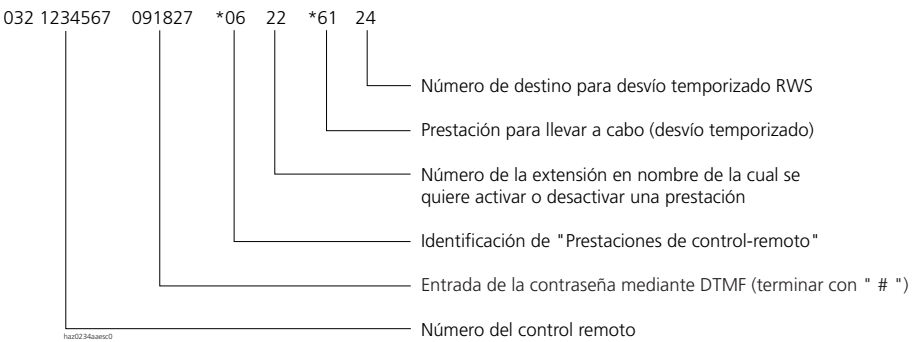 032 1234567 091827 *06 22 *61 24
Número de destino para desvío temporizado RWS
Prestación para llevar a cabo (desvío temporizado)
Número de la extensión en nombre de la cual se
quiere activar o desactivar una prestación
Identificación de "Prestaciones de control-remoto"
Entrada de la contraseña mediante DTMF (terminar con " # ")
Número del control remoto
haz0234aaesc0